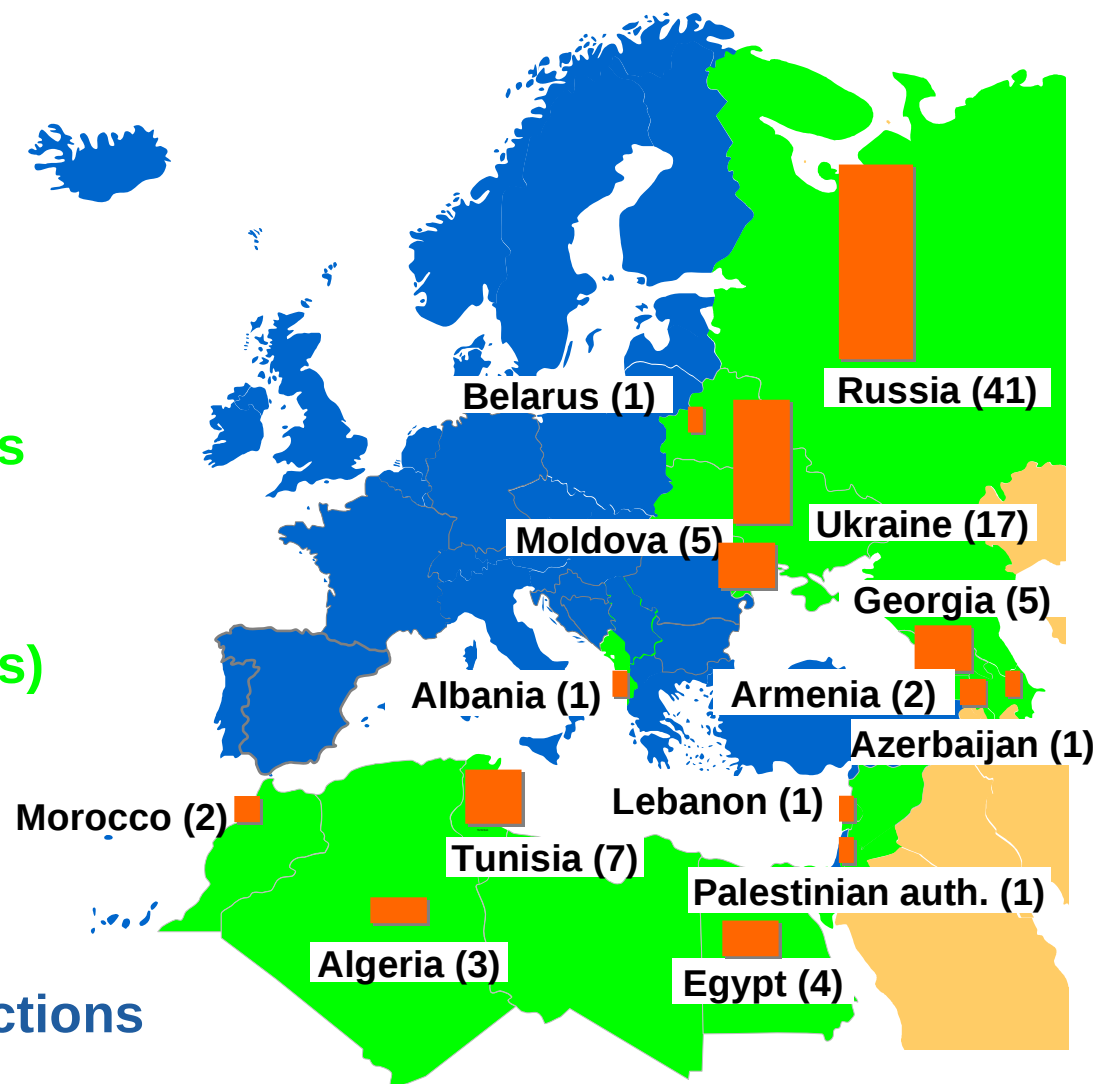 Belarus (1)
Russia (41)
s
Ukraine (17)
Moldova (5)
Georgia (5)
s)
Albania (1)
Armenia (2)
Azerbaijan (1)
Lebanon (1)
Morocco (2)
Tunisia (7)
Palestinian auth. (1)
Algeria (3)
Egypt (4)
ctions